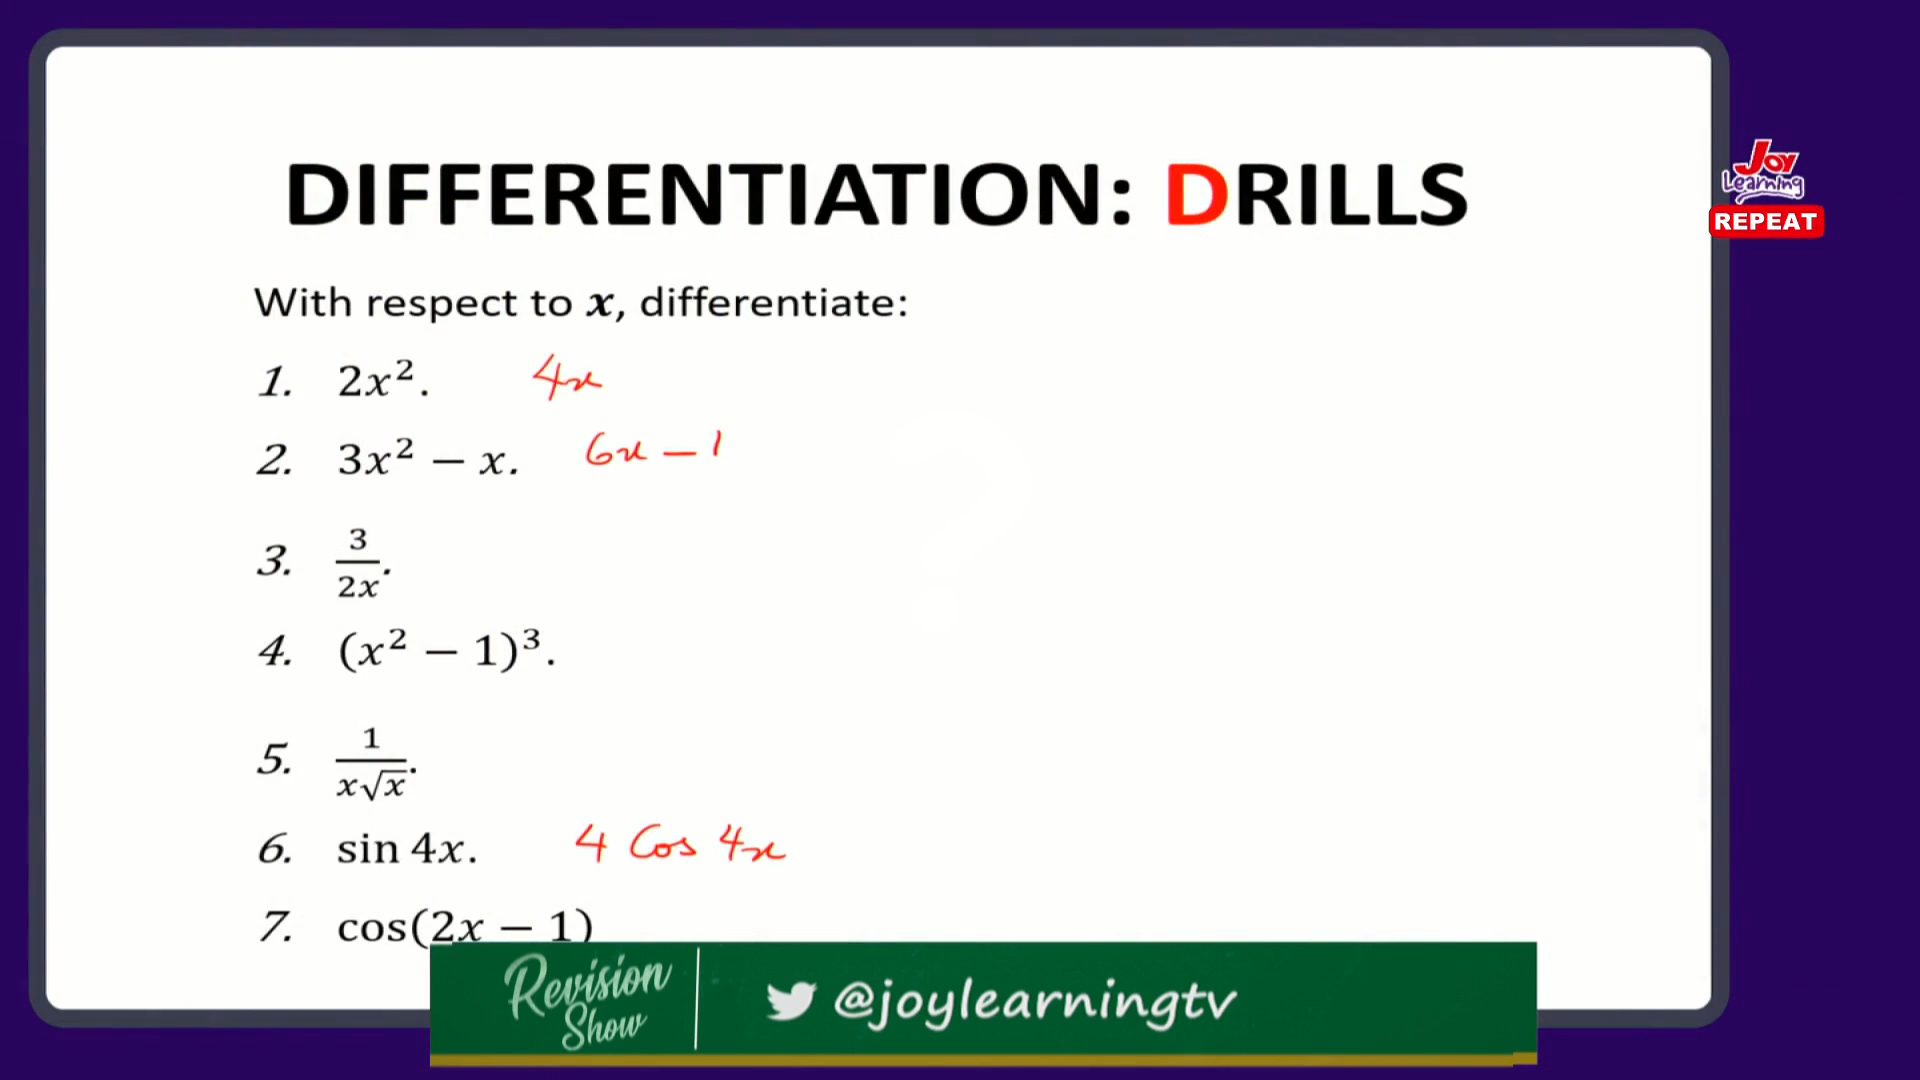 DIFFERENTIATION: DRILLS
Joy
Learning
REPEAT
With respect to x, differentiate:
1. 2x². 4x
2. 3x² − x. 6x − 1
3. 3/2x.
4. (x² − 1)³.
5. 1/x√x.
6. sin 4x. 4 Cos 4x
7. cos(2x − 1)
Revision
Show
@joylearningtv